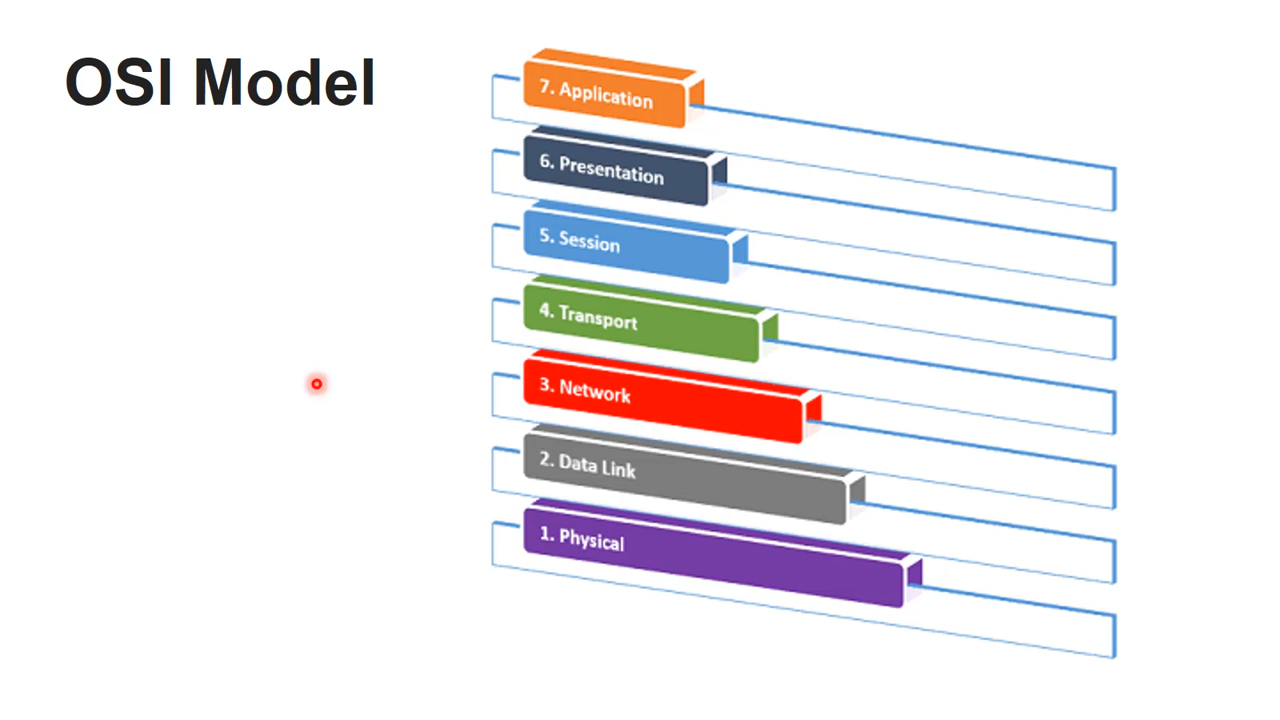 OSI Model
7. Application
6. Presentation
5. Session
4. Transport
3. Network
2. Data Link
1. Physical